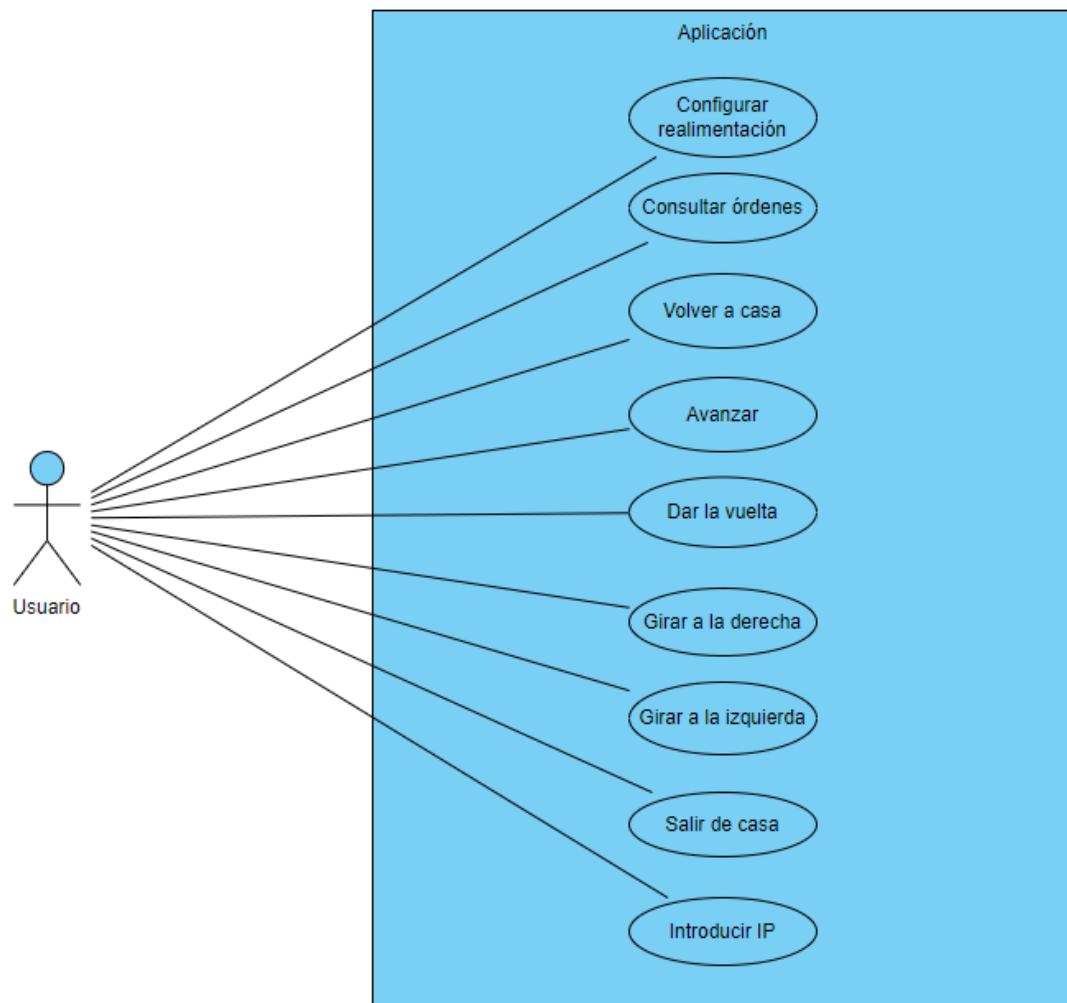 Aplicación
Configurar
realimentación
Consultar órdenes
Volver a casa
Avanzar
Dar la vuelta
Usuario
Girar a la derecha
Girar a la izquierda
Salir de casa
Introducir IP